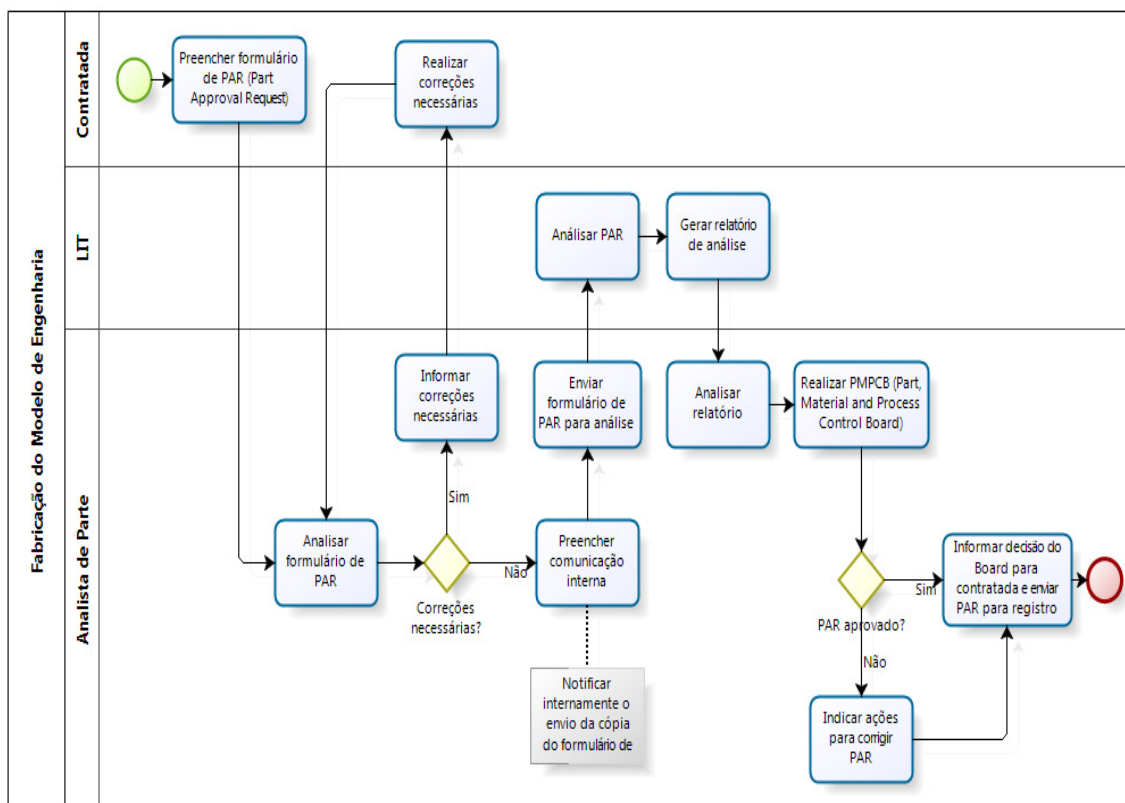 Fabricação do Modelo de Engenharia
Contratada
Preencher formulário
de PAR (Part
Approval Request)
Realizar
correções
necessárias
LIT
Análisar PAR
Gerar relatório
de análise
Analista de Parte
Informar
correções
necessárias
Enviar
formulário de
PAR para análise
Analisar
relatório
Realizar PMPCB (Part,
Material and Process
Control Board)
Sim
Analisar
formulário de
PAR
Correções
necessárias?
Não
Preencher
comunicação
interna
Notificar
internamente o
envio da cópia
do formulário de
PAR aprovado?
Sim
Informar decisão do
Board para
contratada e enviar
PAR para registro
Não
Indicar ações
para corrigir
PAR